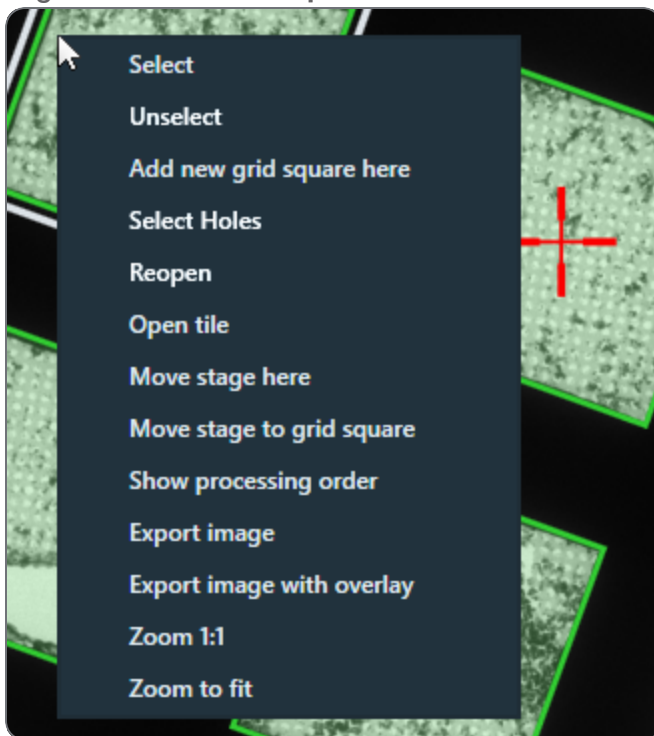 Select
Unselect
Add new grid square here
Select Holes
Reopen
Open tile
Move stage here
Move stage to grid square
Show processing order
Export image
Export image with overlay
Zoom 1:1
Zoom to fit